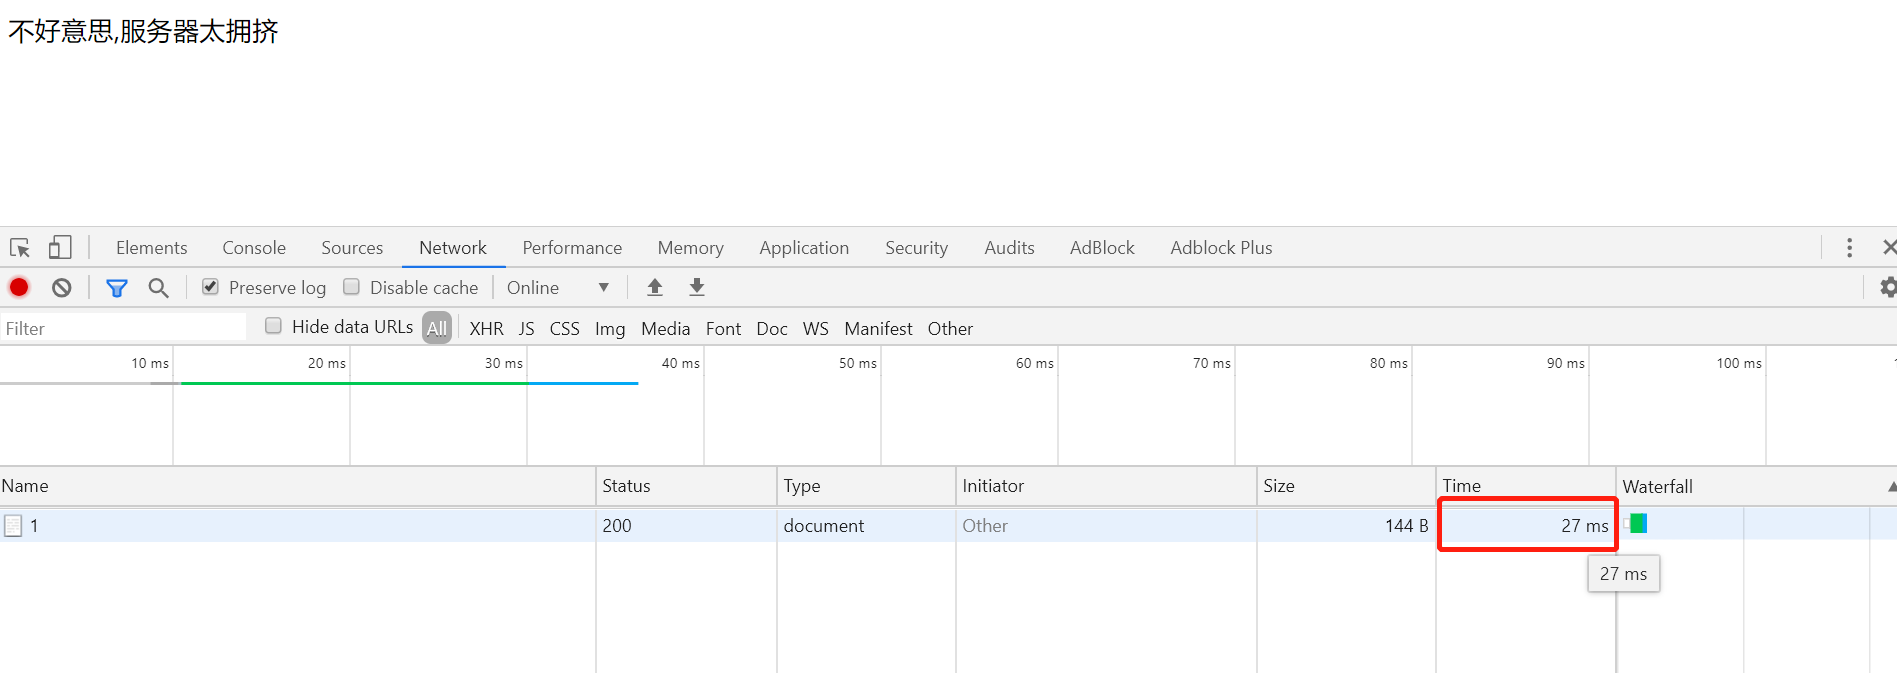 不好意思,服务器太拥挤
Elements Console Sources Network Performance Memory Application Security Audits AdBlock Adblock Plus
Preserve log Disable cache Online
Filter Hide data URLs All XHR JS CSS Img Media Font Doc WS Manifest Other
10 ms 20 ms 30 ms 40 ms 50 ms 60 ms 70 ms 80 ms 90 ms 100 ms
Name Status Type Initiator Size Time Waterfall
1 200 document Other 144 B 27 ms
27 ms